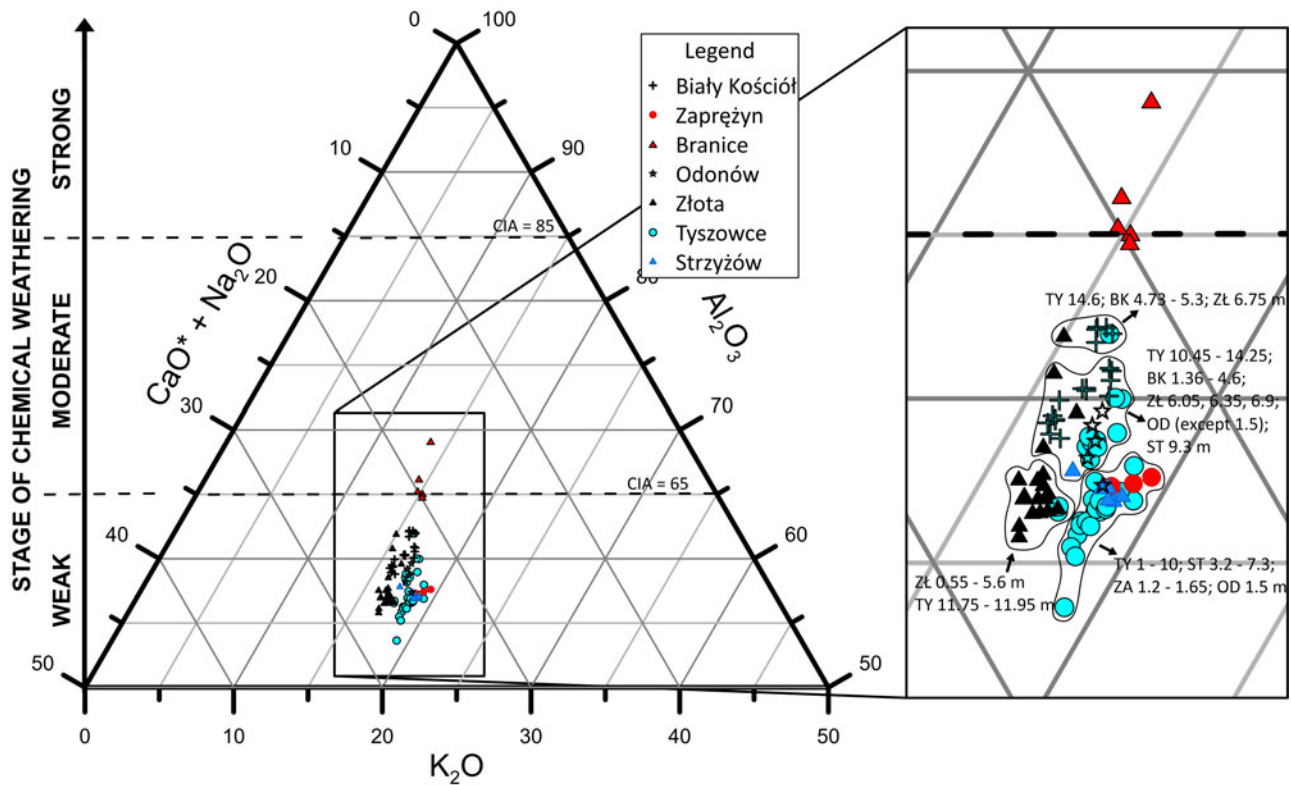 STAGE OF CHEMICAL WEATHERING
STRONG
MODERATE
WEAK
0
100
10
90
20
80
30
70
40
60
50
50
CaO* + Na₂O
Al₂O₃
K₂O
0
10
20
30
40
50
CIA = 85
CIA = 65
Legend
Biały Kościół
Zaprężyn
Branice
Odonów
Złota
Tyszowce
Strzyżów
TY 14.6; BK 4.73 - 5.3; ZŁ 6.75 m
TY 10.45 - 14.25;
BK 1.36 - 4.6;
ZŁ 6.05, 6.35, 6.9;
OD (except 1.5);
ST 9.3 m
TY 1 - 10; ST 3.2 - 7.3;
ZA 1.2 - 1.65; OD 1.5 m
ZŁ 0.55 - 5.6 m
TY 11.75 - 11.95 m